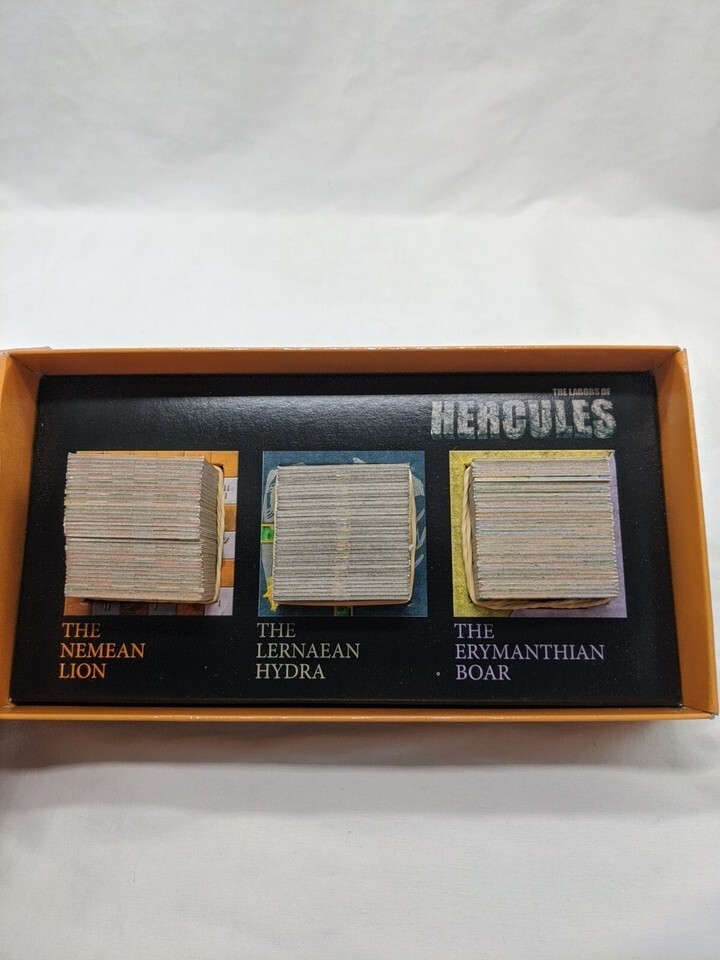 THE LABORS OF
HERCULES
THE
NEMEAN
LION
THE
LERNAEAN
HYDRA
THE
ERYMANTHIAN
BOAR